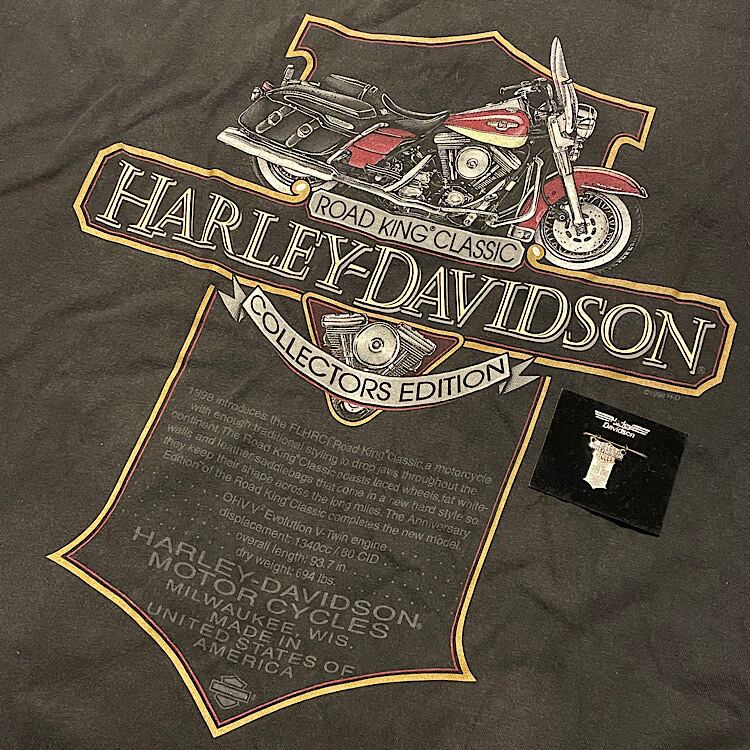 ROAD KING® CLASSIC
HARLEY-DAVIDSON®
COLLECTORS EDITION
©1998 H-D
1998 introduces the FLHRCI Road King® Classic, a motorcycle
with enough traditional styling to drop jaws throughout the
continent. The Road King® Classic boasts laced wheels, fat white-
walls and leather saddlebags that come in a new hard style so
they keep their shape across the long miles. The Anniversary
Edition of the Road King® Classic completes the new model.
OHV V² Evolution V-Twin engine
displacement: 1340cc / 80 CID
overall length: 93.7 in.
dry weight: 694 lbs.
HARLEY-DAVIDSON®
MOTOR CYCLES
MILWAUKEE, WIS.
MADE IN
UNITED STATES OF
AMERICA
Davidson